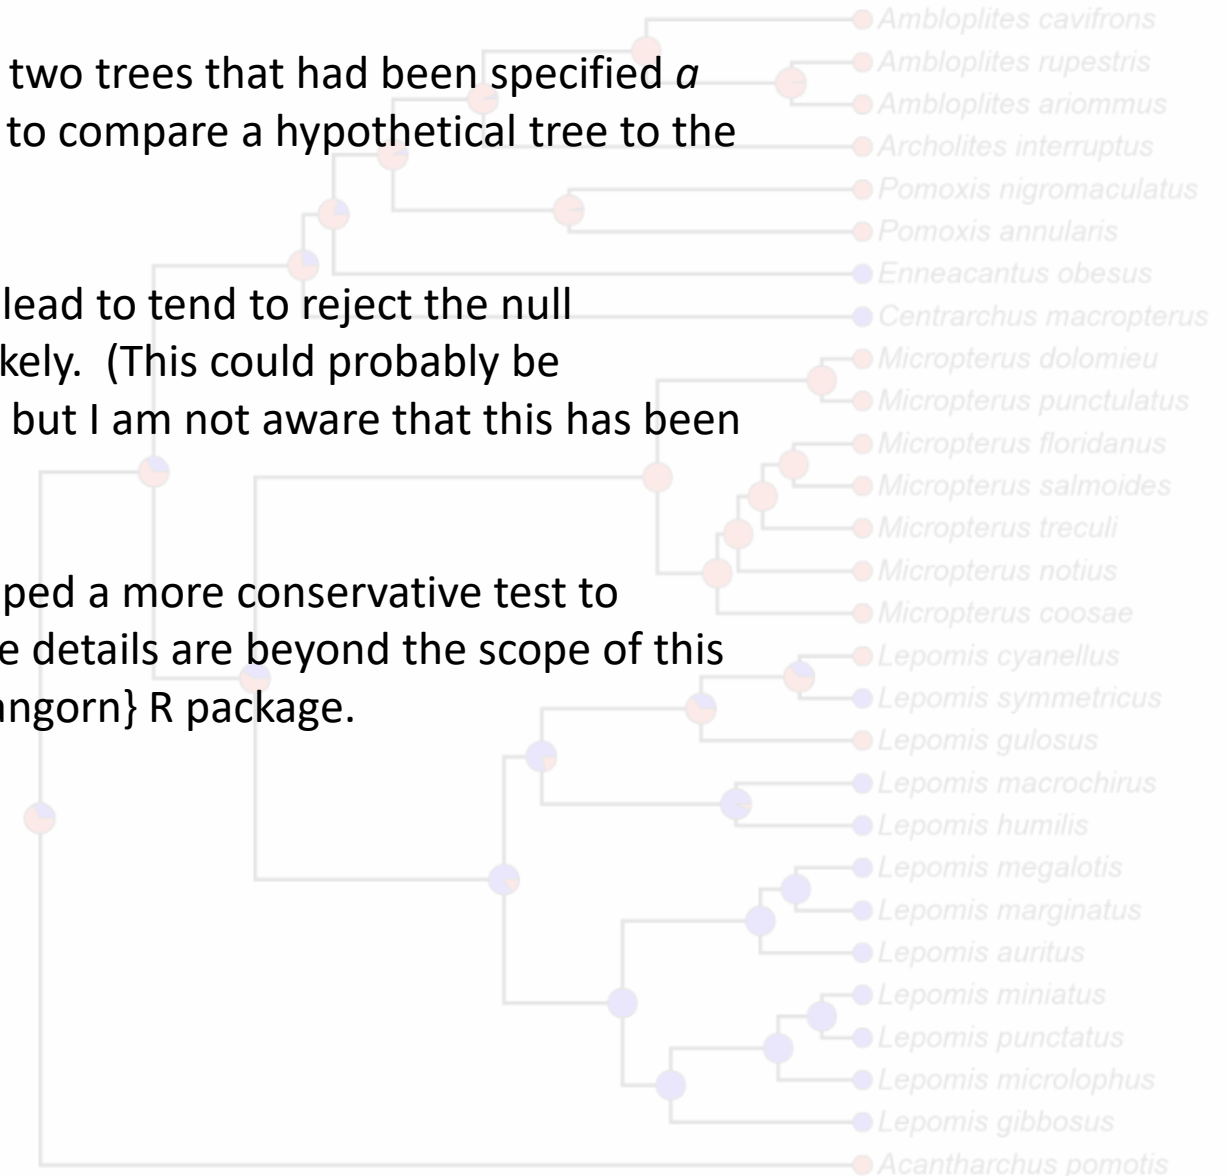 Ambloplites cavifrons
two trees that had been specified a
Ambloplites rupestris
Ambloplites ariommus
to compare a hypothetical tree to the
Archolites interruptus
Pomoxis nigromaculatus
Pomoxis annularis
Enneacantus obesus
lead to tend to reject the null
Centrarchus macropterus
kely. (This could probably be
Micropterus dolomieu
Micropterus punctulatus
but I am not aware that this has been
Micropterus floridanus
Micropterus salmoides
Micropterus treculi
Micropterus notius
ped a more conservative test to
Micropterus coosae
e details are beyond the scope of this
Lepomis cyanellus
Lepomis symmetricus
angorn} R package.
Lepomis gulosus
Lepomis macrochirus
Lepomis humilis
Lepomis megalotis
Lepomis marginatus
Lepomis auritus
Lepomis miniatus
Lepomis punctatus
Lepomis microlophus
Lepomis gibbosus
Acantharchus pomotis